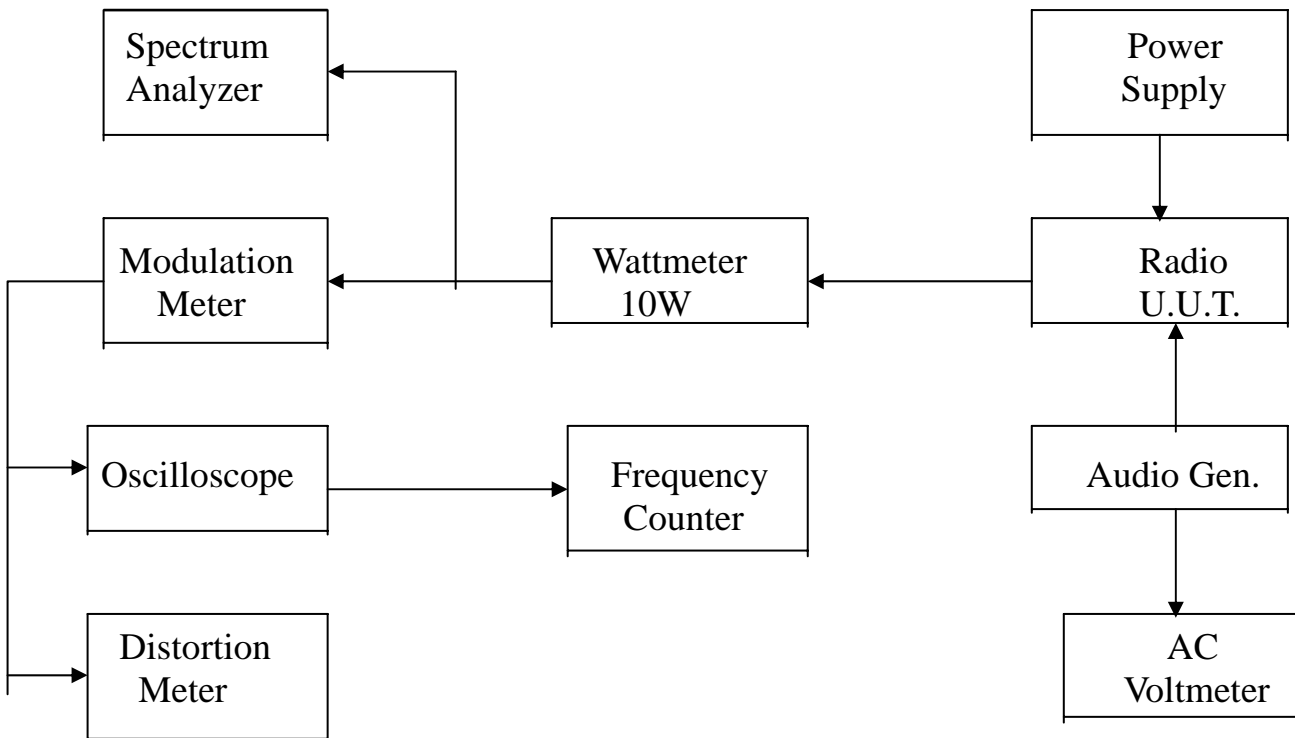 Spectrum
Analyzer
Power
Supply
Modulation
Meter
Wattmeter
10W
Radio
U.U.T.
Oscilloscope
Frequency
Counter
Audio Gen.
Distortion
Meter
AC
Voltmeter